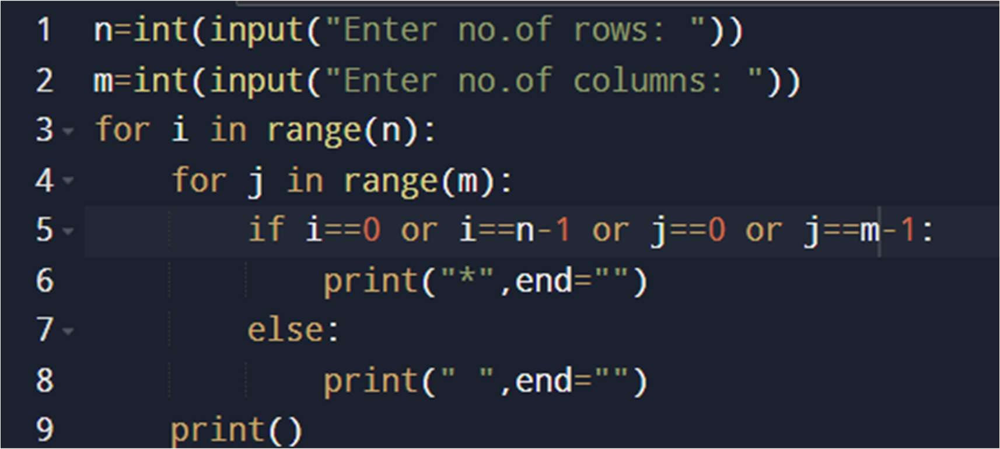 1 n=int(input("Enter no.of rows: "))
2 m=int(input("Enter no.of columns: "))
3 for i in range(n):
4     for j in range(m):
5         if i==0 or i==n-1 or j==0 or j==m-1:
6             print("*",end="")
7         else:
8             print(" ",end="")
9     print()